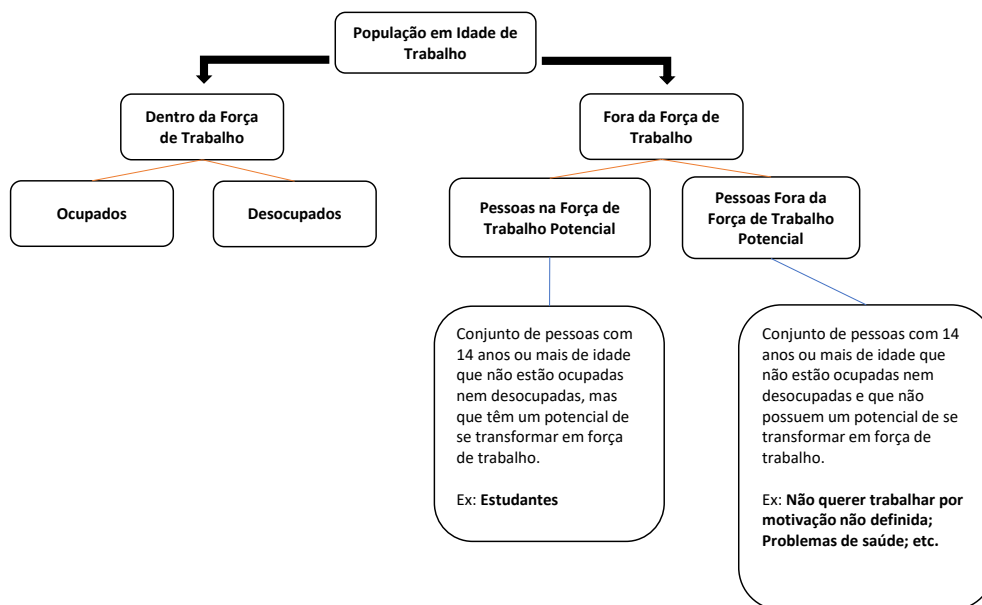 População em Idade de
Trabalho
Dentro da Força
de Trabalho
Fora da Força de
Trabalho
Ocupados
Desocupados
Pessoas na Força de
Trabalho Potencial
Pessoas Fora da
Força de Trabalho
Potencial
Conjunto de pessoas com
14 anos ou mais de idade
que não estão ocupadas
nem desocupadas, mas
que têm um potencial de
se transformar em força
de trabalho.
Ex: Estudantes
Conjunto de pessoas com 14
anos ou mais de idade que
não estão ocupadas nem
desocupadas e que não
possuem um potencial de se
transformar em força de
trabalho.
Ex: Não querer trabalhar por
motivação não definida;
Problemas de saúde; etc.